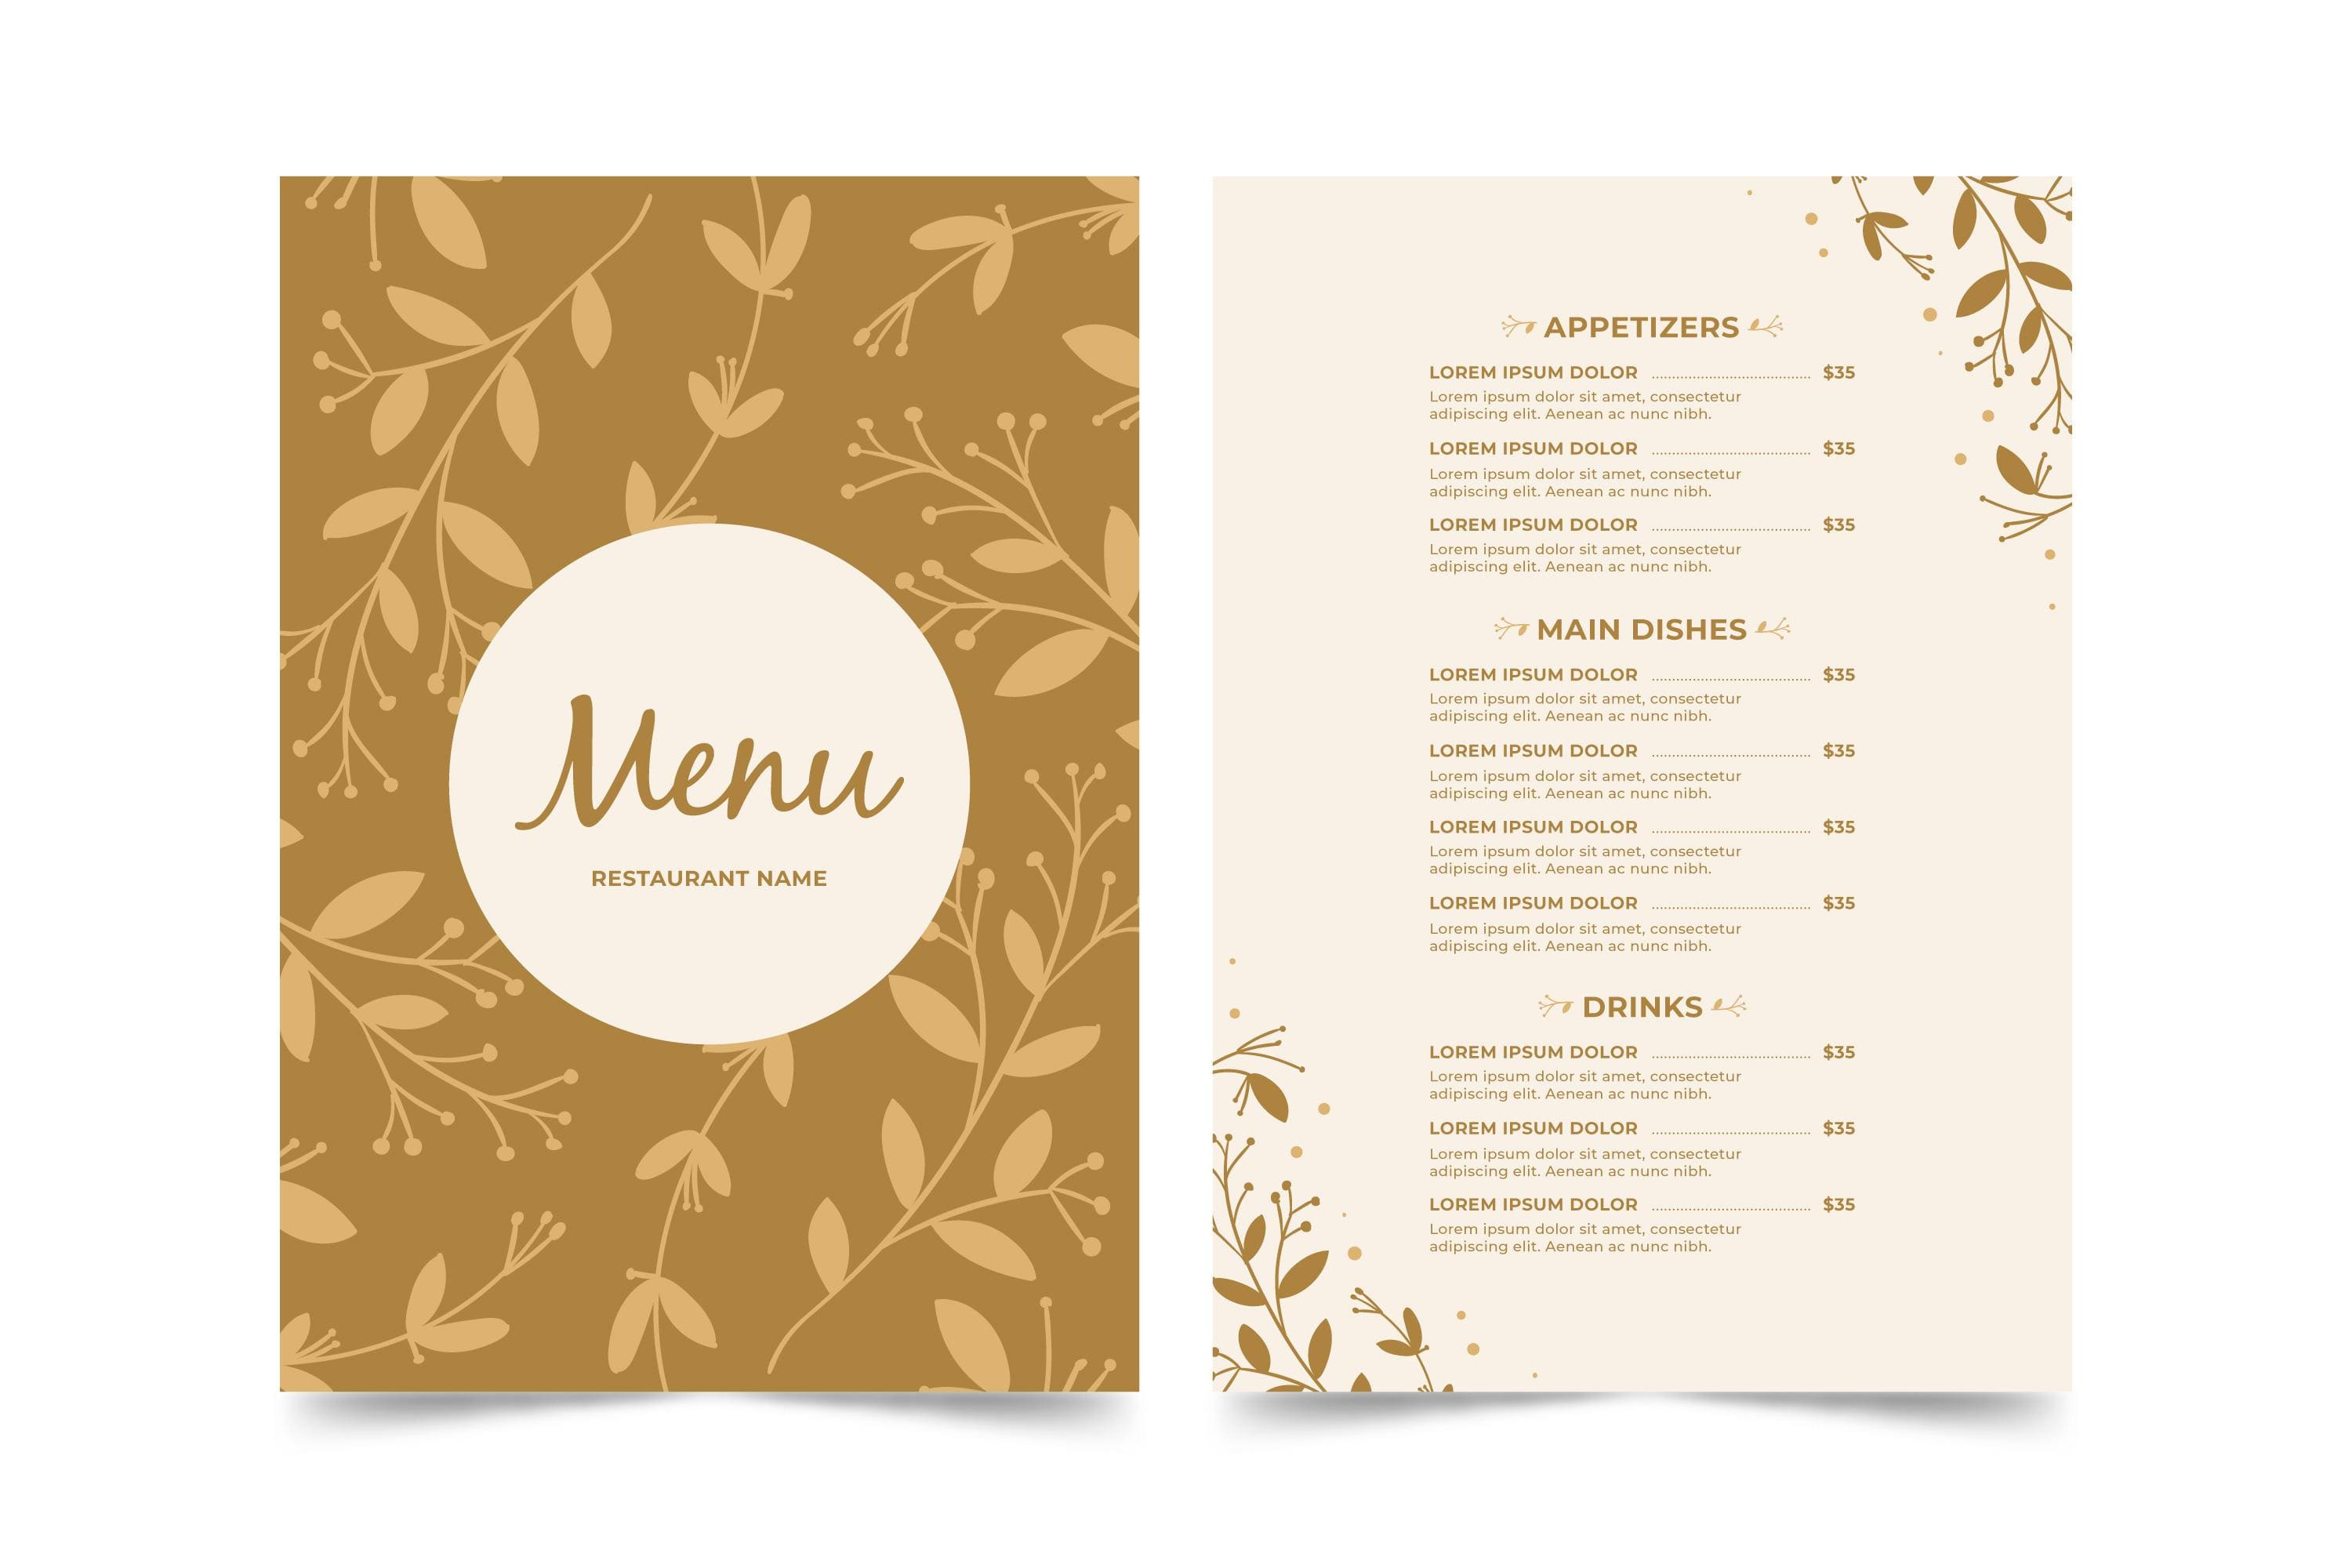 Menu
RESTAURANT NAME
APPETIZERS
LOREM IPSUM DOLOR ........................................ $35
Lorem ipsum dolor sit amet, consectetur
adipiscing elit. Aenean ac nunc nibh.
LOREM IPSUM DOLOR ........................................ $35
Lorem ipsum dolor sit amet, consectetur
adipiscing elit. Aenean ac nunc nibh.
LOREM IPSUM DOLOR ........................................ $35
Lorem ipsum dolor sit amet, consectetur
adipiscing elit. Aenean ac nunc nibh.
MAIN DISHES
LOREM IPSUM DOLOR ........................................ $35
Lorem ipsum dolor sit amet, consectetur
adipiscing elit. Aenean ac nunc nibh.
LOREM IPSUM DOLOR ........................................ $35
Lorem ipsum dolor sit amet, consectetur
adipiscing elit. Aenean ac nunc nibh.
LOREM IPSUM DOLOR ........................................ $35
Lorem ipsum dolor sit amet, consectetur
adipiscing elit. Aenean ac nunc nibh.
LOREM IPSUM DOLOR ........................................ $35
Lorem ipsum dolor sit amet, consectetur
adipiscing elit. Aenean ac nunc nibh.
DRINKS
LOREM IPSUM DOLOR ........................................ $35
Lorem ipsum dolor sit amet, consectetur
adipiscing elit. Aenean ac nunc nibh.
LOREM IPSUM DOLOR ........................................ $35
Lorem ipsum dolor sit amet, consectetur
adipiscing elit. Aenean ac nunc nibh.
LOREM IPSUM DOLOR ........................................ $35
Lorem ipsum dolor sit amet, consectetur
adipiscing elit. Aenean ac nunc nibh.